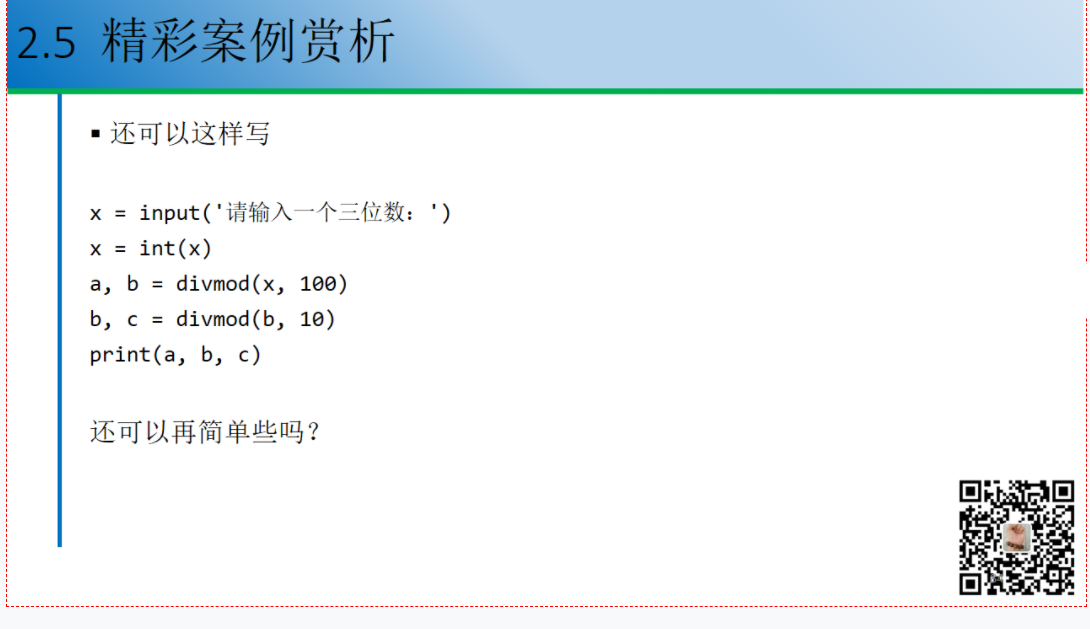 2.5 精彩案例赏析
▪ 还可以这样写
x = input('请输入一个三位数：')
x = int(x)
a, b = divmod(x, 100)
b, c = divmod(b, 10)
print(a, b, c)
还可以再简单些吗？